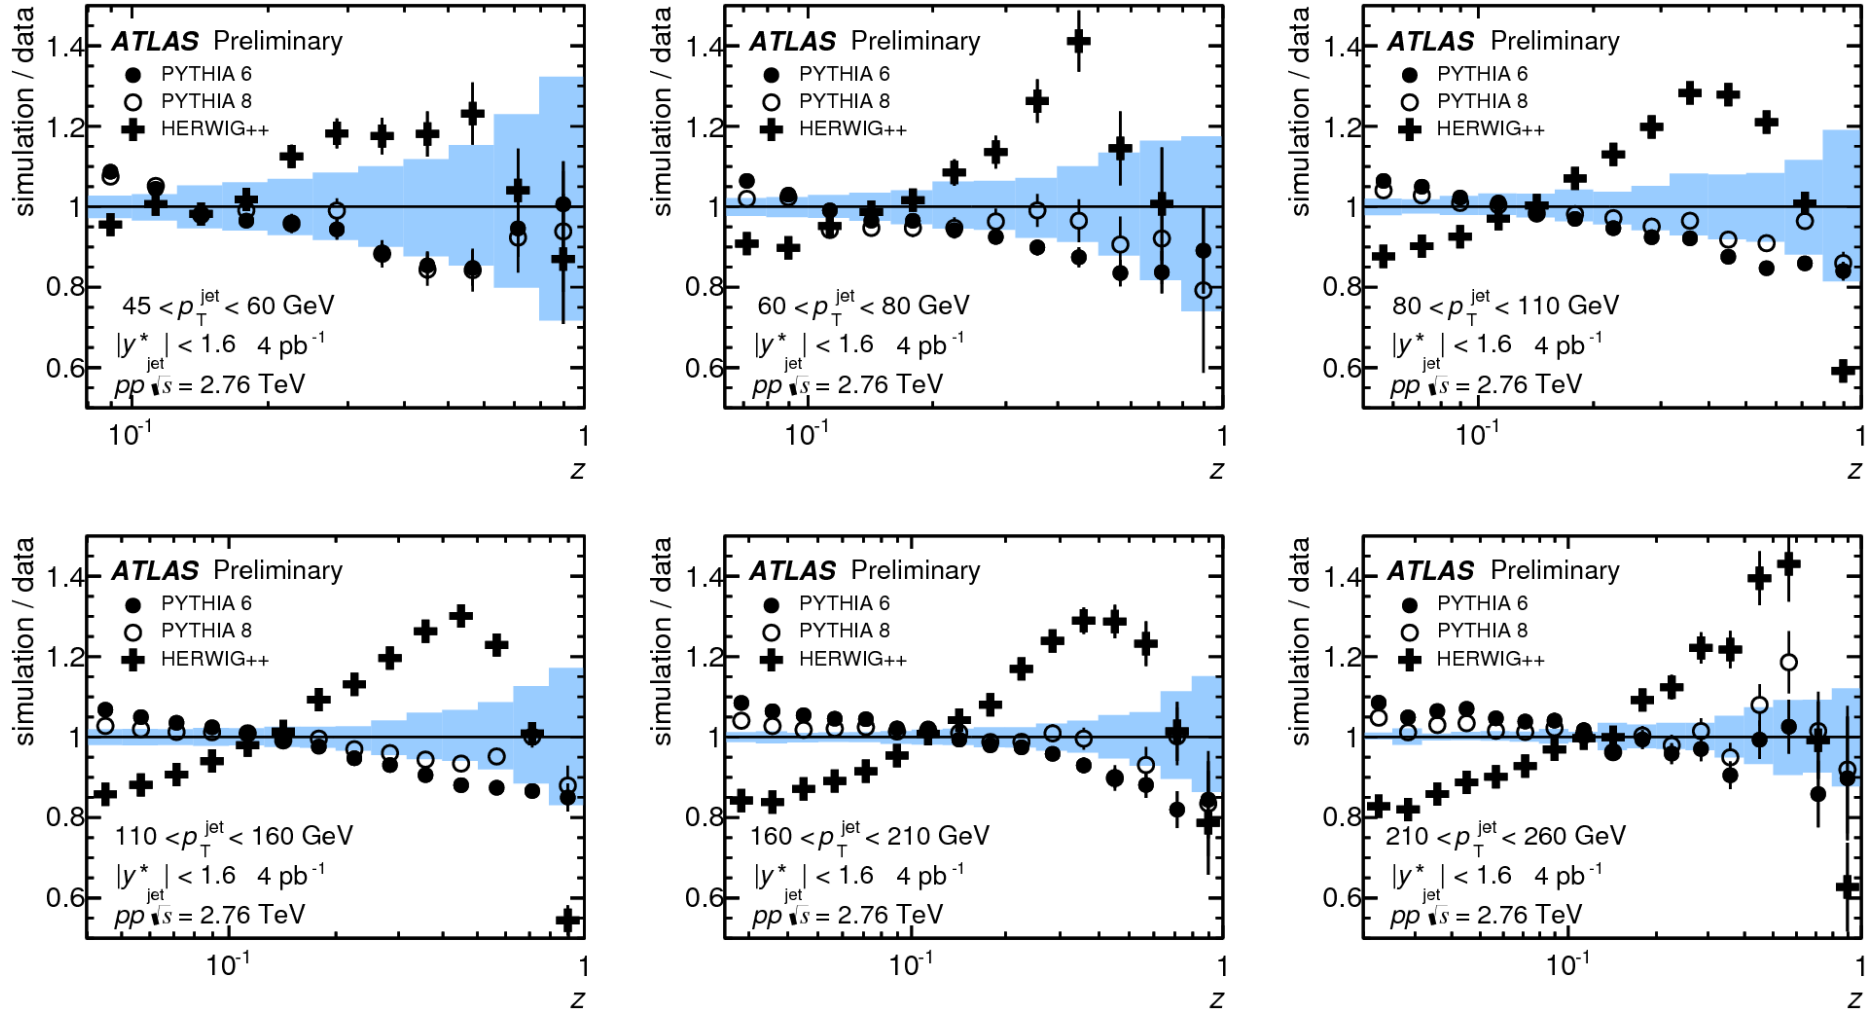 simulation / data
1.4
1.2
1
0.8
0.6
ATLAS Preliminary
PYTHIA 6
PYTHIA 8
HERWIG++
45 < p_T^jet < 60 GeV
|y*_jet| < 1.6 4 pb^-1
pp √s = 2.76 TeV
10^-1 1
z
simulation / data
1.4
1.2
1
0.8
0.6
ATLAS Preliminary
PYTHIA 6
PYTHIA 8
HERWIG++
60 < p_T^jet < 80 GeV
|y*_jet| < 1.6 4 pb^-1
pp √s = 2.76 TeV
10^-1 1
z
simulation / data
1.4
1.2
1
0.8
0.6
ATLAS Preliminary
PYTHIA 6
PYTHIA 8
HERWIG++
80 < p_T^jet < 110 GeV
|y*_jet| < 1.6 4 pb^-1
pp √s = 2.76 TeV
10^-1 1
z
simulation / data
1.4
1.2
1
0.8
0.6
ATLAS Preliminary
PYTHIA 6
PYTHIA 8
HERWIG++
110 < p_T^jet < 160 GeV
|y*_jet| < 1.6 4 pb^-1
pp √s = 2.76 TeV
10^-1 1
z
simulation / data
1.4
1.2
1
0.8
0.6
ATLAS Preliminary
PYTHIA 6
PYTHIA 8
HERWIG++
160 < p_T^jet < 210 GeV
|y*_jet| < 1.6 4 pb^-1
pp √s = 2.76 TeV
10^-1 1
z
simulation / data
1.4
1.2
1
0.8
0.6
ATLAS Preliminary
PYTHIA 6
PYTHIA 8
HERWIG++
210 < p_T^jet < 260 GeV
|y*_jet| < 1.6 4 pb^-1
pp √s = 2.76 TeV
10^-1 1
z